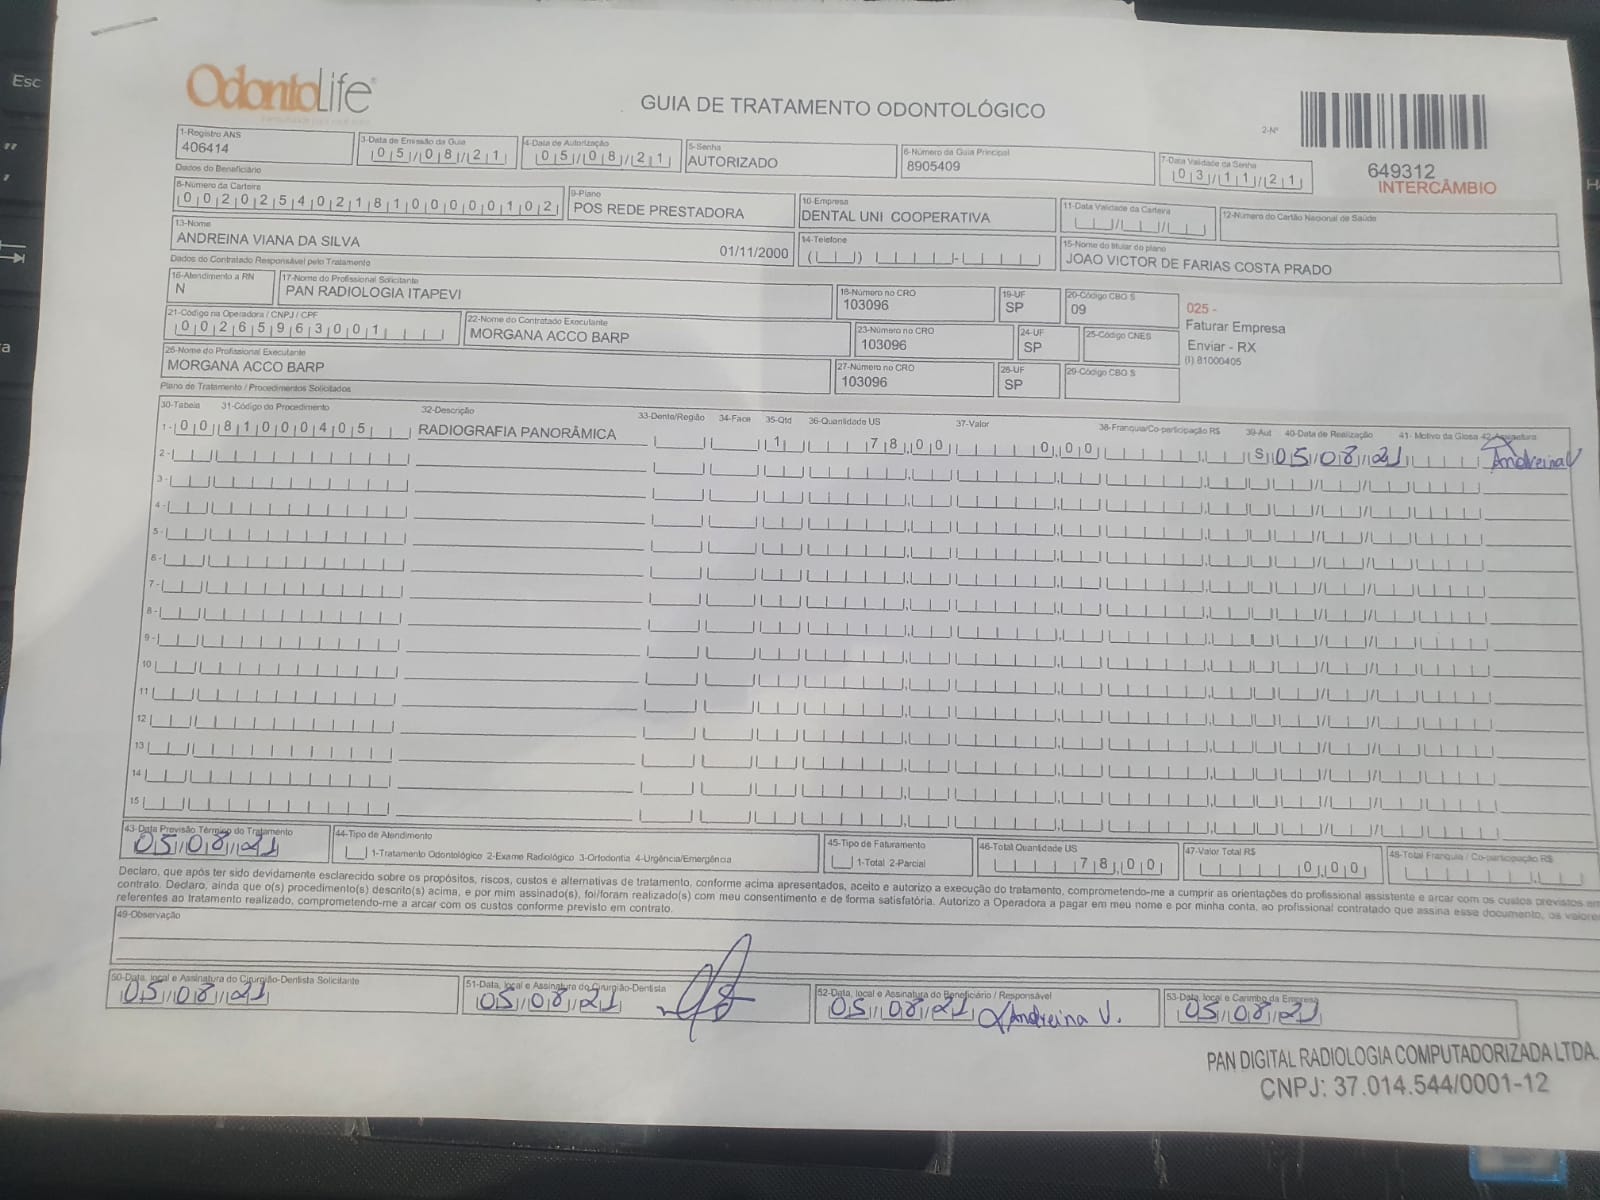 OdontoLife
GUIA DE TRATAMENTO ODONTOLÓGICO
2-Nº
649312
INTERCÂMBIO
1-Registro ANS
406414
3-Data de Emissão da Guia
05/08/21
4-Data de Autorização
05/08/21
5-Senha
AUTORIZADO
6-Número da Guia Principal
8905409
7-Data Validade da Senha
03/11/21
Dados do Beneficiário
8-Número da Carteira
00202540218100000102
9-Plano
POS REDE PRESTADORA
10-Empresa
DENTAL UNI COOPERATIVA
11-Data Validade da Carteira
12-Número do Cartão Nacional de Saúde
13-Nome
ANDREINA VIANA DA SILVA 01/11/2000
14-Telefone
15-Nome do titular do plano
JOAO VICTOR DE FARIAS COSTA PRADO
Dados do Contratado Responsável pelo Tratamento
16-Atendimento a RN
N
17-Nome do Profissional Solicitante
PAN RADIOLOGIA ITAPEVI
18-Número no CRO
103096
19-UF
SP
20-Código CBO S
09
025 -
Faturar Empresa
Enviar - RX
(I) 81000405
21-Código na Operadora / CNPJ / CPF
00265963001
22-Nome do Contratado Executante
MORGANA ACCO BARP
23-Número no CRO
103096
24-UF
SP
25-Código CNES
26-Nome do Profissional Executante
MORGANA ACCO BARP
27-Número no CRO
103096
28-UF
SP
29-Código CBO S
Plano de Tratamento / Procedimentos Solicitados
30-Tabela 31-Código do Procedimento 32-Descrição 33-Dente/Região 34-Face 35-Qtd 36-Quantidade US 37-Valor 38-Franquia/Co-participação R$ 39-Aut 40-Data de Realização 41- Motivo da Glosa 42-Assinatura
1- 00 81000405 RADIOGRAFIA PANORÂMICA 1 78,00 0,00 S 05/08/21 Andreina V
2-
3-
4-
5-
6-
7-
8-
9-
10
11
12
13
14
15
43-Data Previsão Término do Tratamento
05/08/21
44-Tipo de Atendimento
1-Tratamento Odontológico 2-Exame Radiológico 3-Ortodontia 4-Urgência/Emergência
45-Tipo de Faturamento
1-Total 2-Parcial
46-Total Quantidade US
78,00
47-Valor Total R$
0,00
48-Total Franquia / Co-participação R$
Declaro, que após ter sido devidamente esclarecido sobre os propósitos, riscos, custos e alternativas de tratamento, conforme acima apresentados, aceito e autorizo a execução do tratamento, comprometendo-me a cumprir as orientações do profissional assistente e arcar com os custos previstos em
contrato. Declaro, ainda que o(s) procedimento(s) descrito(s) acima, e por mim assinado(s), foi/foram realizado(s) com meu consentimento e de forma satisfatória. Autorizo a Operadora a pagar em meu nome e por minha conta, ao profissional contratado que assina esse documento, os valores
referentes ao tratamento realizado, comprometendo-me a arcar com os custos conforme previsto em contrato.
49-Observação
50-Data, local e Assinatura do Cirurgião-Dentista Solicitante
05/08/21
51-Data, local e Assinatura do Cirurgião-Dentista
05/08/21
52-Data, local e Assinatura do Beneficiário / Responsável
05/08/21 Andreina V.
53-Data, local e Carimbo da Empresa
05/08/21
PAN DIGITAL RADIOLOGIA COMPUTADORIZADA LTDA.
CNPJ: 37.014.544/0001-12
Esc